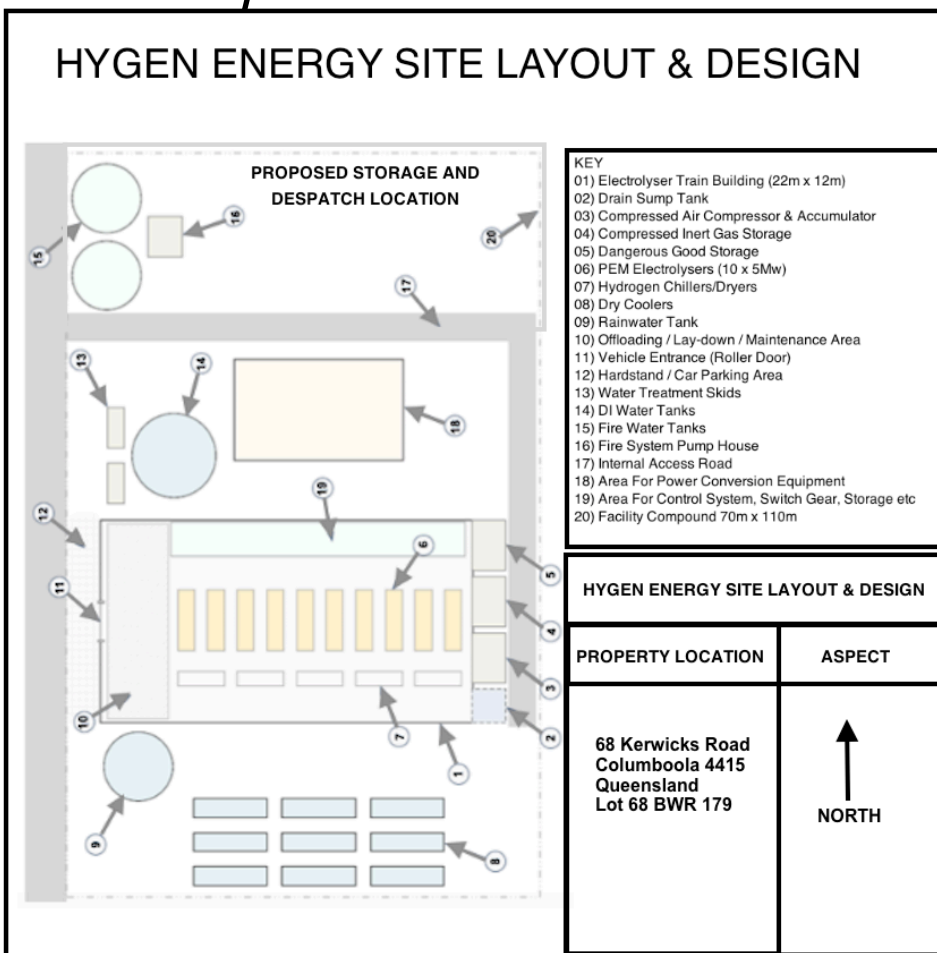 HYGEN ENERGY SITE LAYOUT & DESIGN
PROPOSED STORAGE AND
DESPATCH LOCATION
16
15
20
17
13
14
18
19
12
6
11
5
4
3
10
7
2
1
9
8
KEY
01) Electrolyser Train Building (22m x 12m)
02) Drain Sump Tank
03) Compressed Air Compressor & Accumulator
04) Compressed Inert Gas Storage
05) Dangerous Good Storage
06) PEM Electrolysers (10 x 5Mw)
07) Hydrogen Chillers/Dryers
08) Dry Coolers
09) Rainwater Tank
10) Offloading / Lay-down / Maintenance Area
11) Vehicle Entrance (Roller Door)
12) Hardstand / Car Parking Area
13) Water Treatment Skids
14) DI Water Tanks
15) Fire Water Tanks
16) Fire System Pump House
17) Internal Access Road
18) Area For Power Conversion Equipment
19) Area For Control System, Switch Gear, Storage etc
20) Facility Compound 70m x 110m
HYGEN ENERGY SITE LAYOUT & DESIGN
PROPERTY LOCATION
ASPECT
68 Kerwicks Road
Columboola 4415
Queensland
Lot 68 BWR 179
NORTH